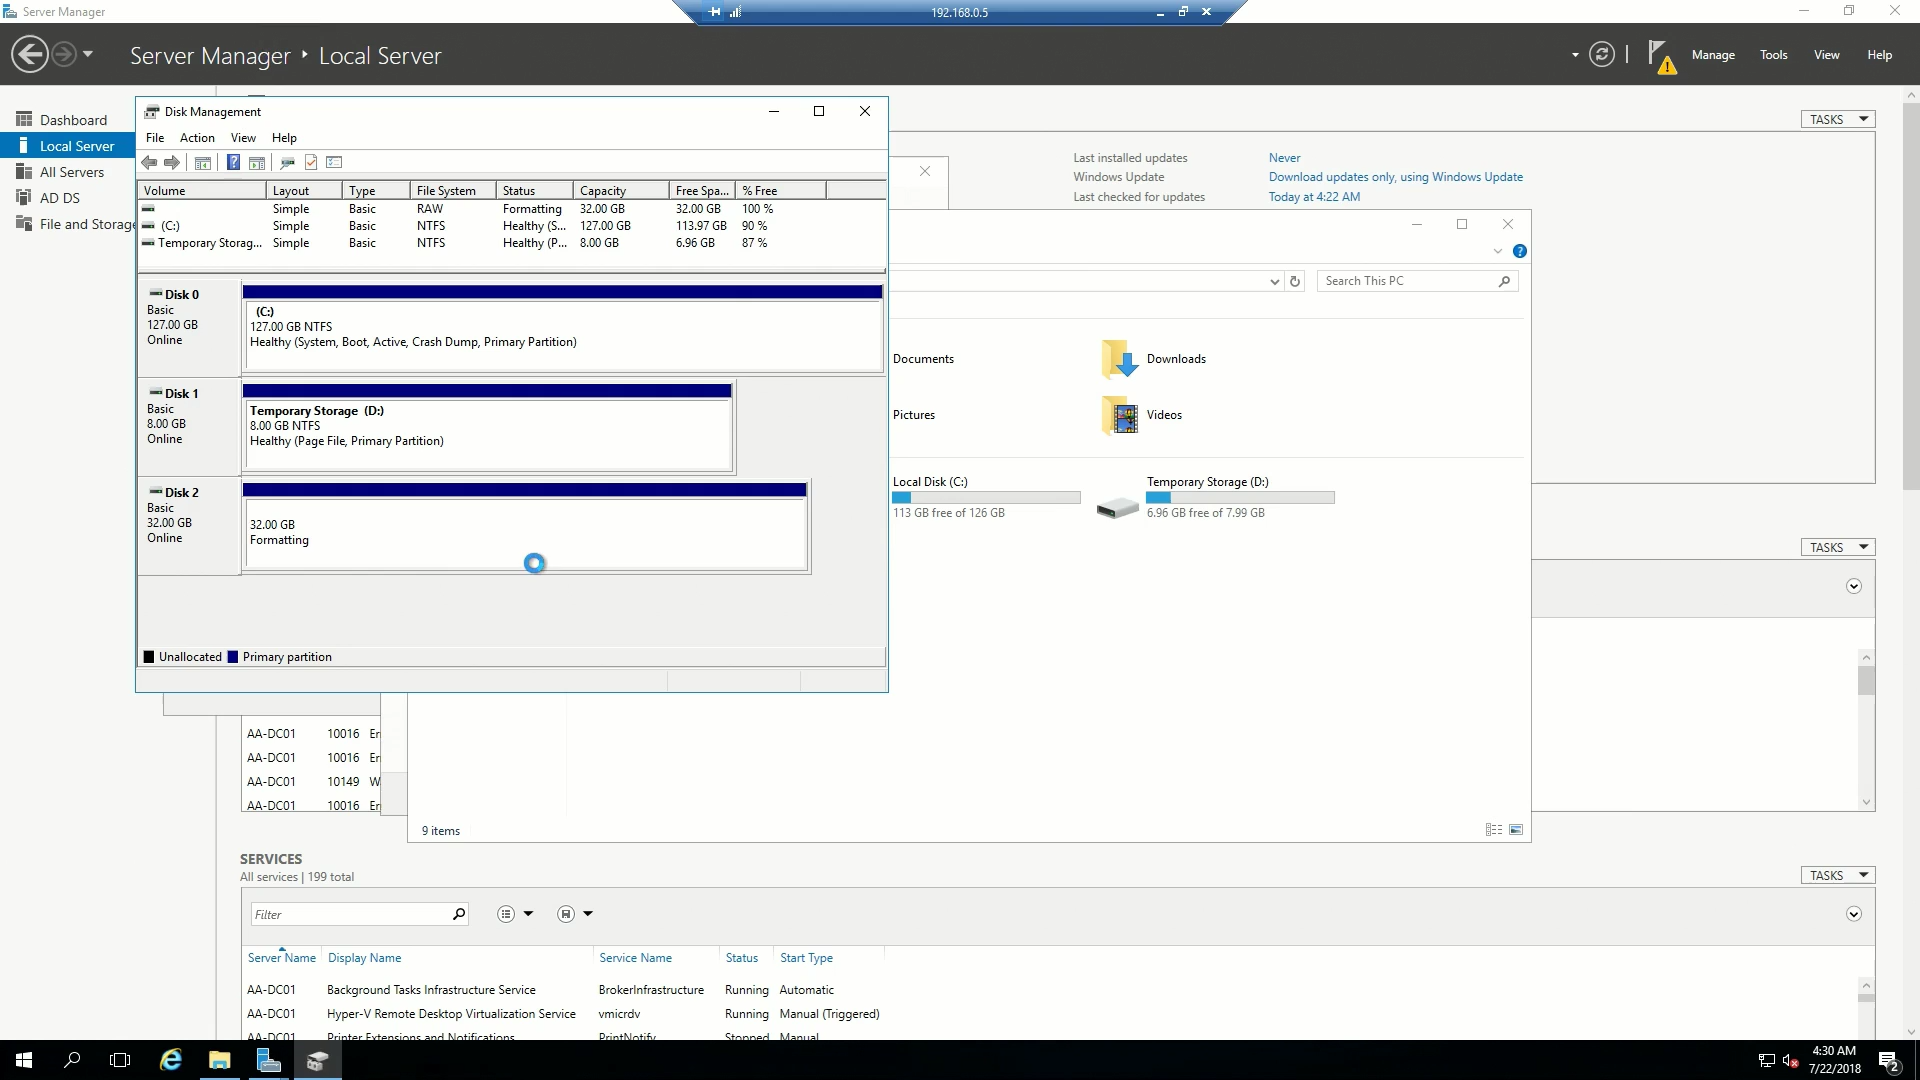 Server Manager
192.168.0.5
Server Manager ‣ Local Server
Manage Tools View Help
Dashboard
Local Server
All Servers
AD DS
File and Storage
TASKS
Last installed updates Never
Windows Update Download updates only, using Windows Update
Last checked for updates Today at 4:22 AM
Disk Management
File Action View Help
Volume Layout Type File System Status Capacity Free Spa... % Free
Simple Basic RAW Formatting 32.00 GB 32.00 GB 100 %
(C:) Simple Basic NTFS Healthy (S... 127.00 GB 113.97 GB 90 %
Temporary Storag... Simple Basic NTFS Healthy (P... 8.00 GB 6.96 GB 87 %
Disk 0
Basic
127.00 GB
Online
(C:)
127.00 GB NTFS
Healthy (System, Boot, Active, Crash Dump, Primary Partition)
Disk 1
Basic
8.00 GB
Online
Temporary Storage (D:)
8.00 GB NTFS
Healthy (Page File, Primary Partition)
Disk 2
Basic
32.00 GB
Online
32.00 GB
Formatting
Unallocated Primary partition
Search This PC
Documents
Downloads
Pictures
Videos
Local Disk (C:)
113 GB free of 126 GB
Temporary Storage (D:)
6.96 GB free of 7.99 GB
TASKS
AA-DC01 10016
AA-DC01 10016
AA-DC01 10149
AA-DC01 10016
9 items
SERVICES
All services | 199 total
TASKS
Filter
Server Name Display Name Service Name Status Start Type
AA-DC01 Background Tasks Infrastructure Service BrokerInfrastructure Running Automatic
AA-DC01 Hyper-V Remote Desktop Virtualization Service vmicrdv Running Manual (Triggered)
AA-DC01 Printer Extensions and Notifications PrintNotify Stopped Manual
4:30 AM
7/22/2018
2